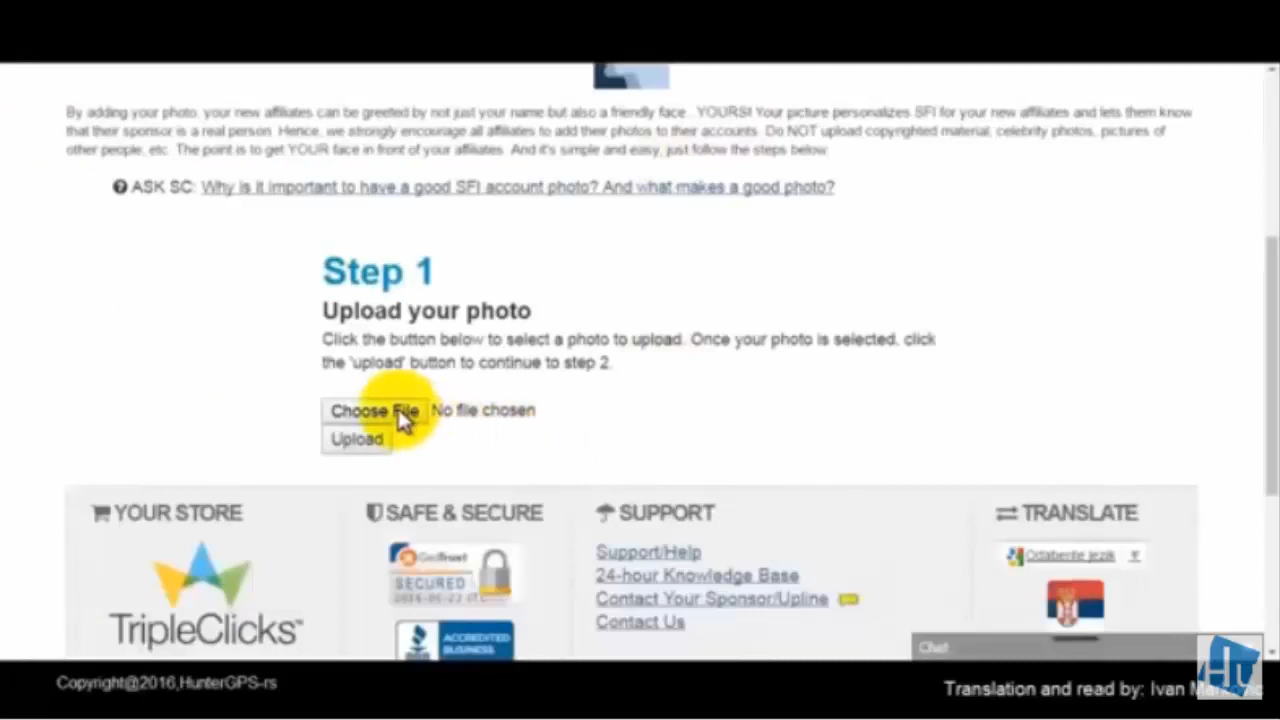 By adding your photo, your new affiliates can be greeted by not just your name but also a friendly face...YOURS! Your picture personalizes SFI for your new affiliates and lets them know
that their sponsor is a real person. Hence, we strongly encourage all affiliates to add their photos to their accounts. Do NOT upload copyrighted material, celebrity photos, pictures of
other people, etc. The point is to get YOUR face in front of your affiliates. And it's simple and easy, just follow the steps below.
ASK SC: Why is it important to have a good SFI account photo? And what makes a good photo?
Step 1
Upload your photo
Click the button below to select a photo to upload. Once your photo is selected, click
the 'upload' button to continue to step 2.
Choose File No file chosen
Upload
YOUR STORE
TripleClicks™
SAFE & SECURE
GeoTrust
SECURED
ACCREDITED
BUSINESS
SUPPORT
Support/Help
24-hour Knowledge Base
Contact Your Sponsor/Upline
Contact Us
TRANSLATE
Odaberite jezik
Chat
Copyright@2016,HunterGPS-rs
Translation and read by: Ivan